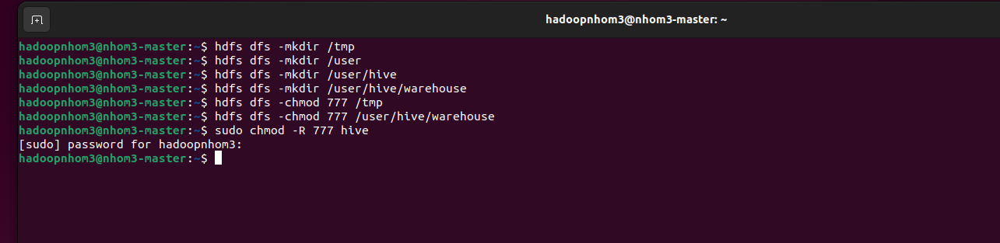 hadoopnhom3@nhom3-master: ~
hadoopnhom3@nhom3-master:~$ hdfs dfs -mkdir /tmp
hadoopnhom3@nhom3-master:~$ hdfs dfs -mkdir /user
hadoopnhom3@nhom3-master:~$ hdfs dfs -mkdir /user/hive
hadoopnhom3@nhom3-master:~$ hdfs dfs -mkdir /user/hive/warehouse
hadoopnhom3@nhom3-master:~$ hdfs dfs -chmod 777 /tmp
hadoopnhom3@nhom3-master:~$ hdfs dfs -chmod 777 /user/hive/warehouse
hadoopnhom3@nhom3-master:~$ sudo chmod -R 777 hive
[sudo] password for hadoopnhom3:
hadoopnhom3@nhom3-master:~$